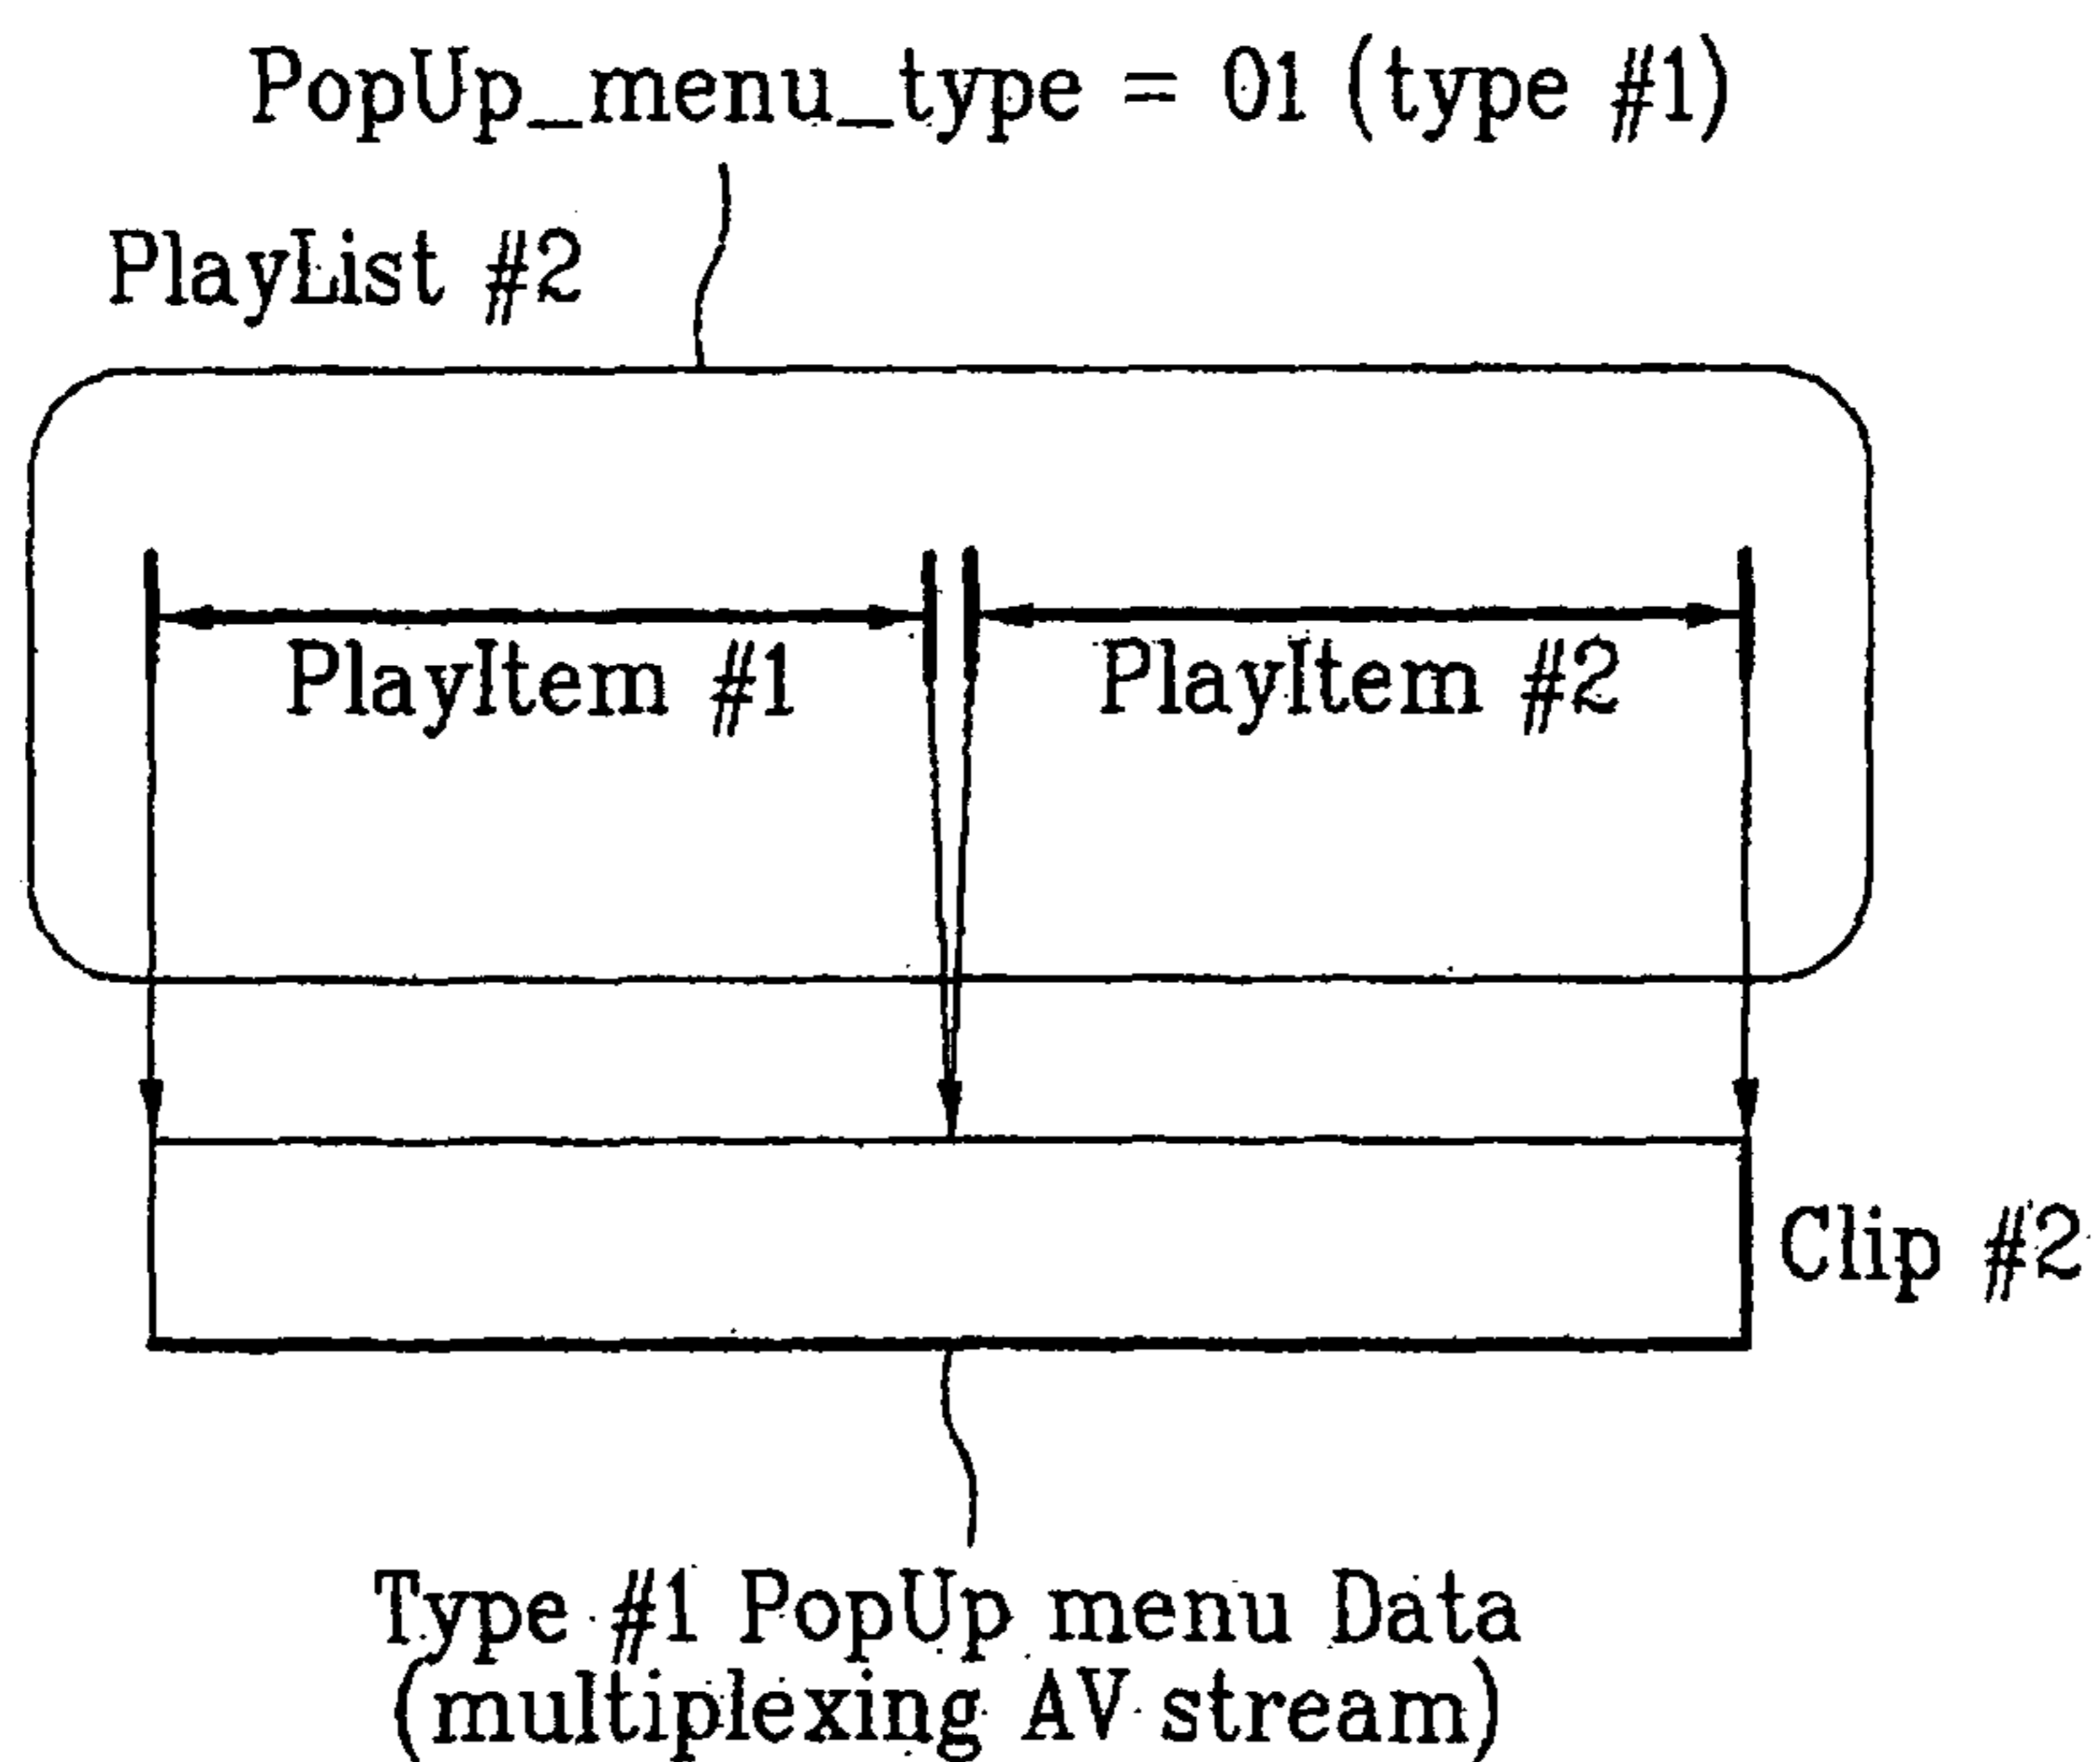 PopUp_menu_type = 01 (type #1)
PlayList #2
PlayItem #1
PlayItem #2
Clip #2
Type #1 PopUp menu Data
(multiplexing AV stream)